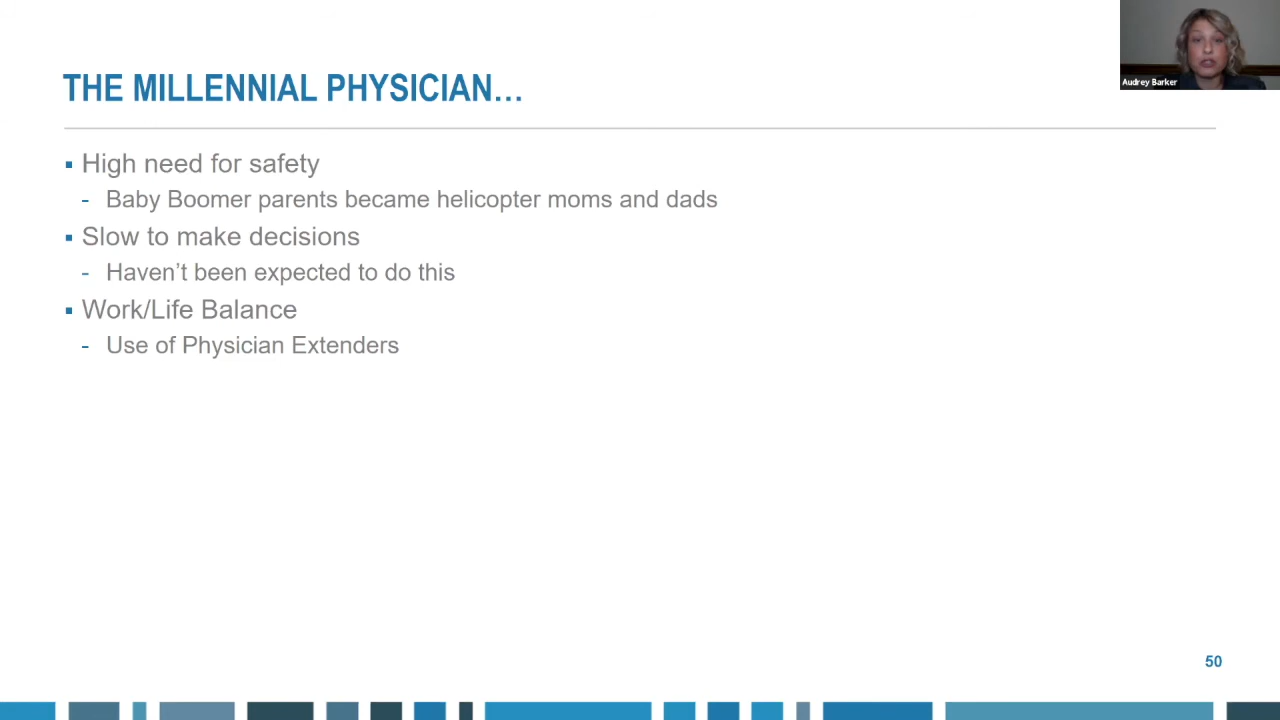 Audrey Barker
THE MILLENNIAL PHYSICIAN…
▪ High need for safety
- Baby Boomer parents became helicopter moms and dads
▪ Slow to make decisions
- Haven’t been expected to do this
▪ Work/Life Balance
- Use of Physician Extenders
50